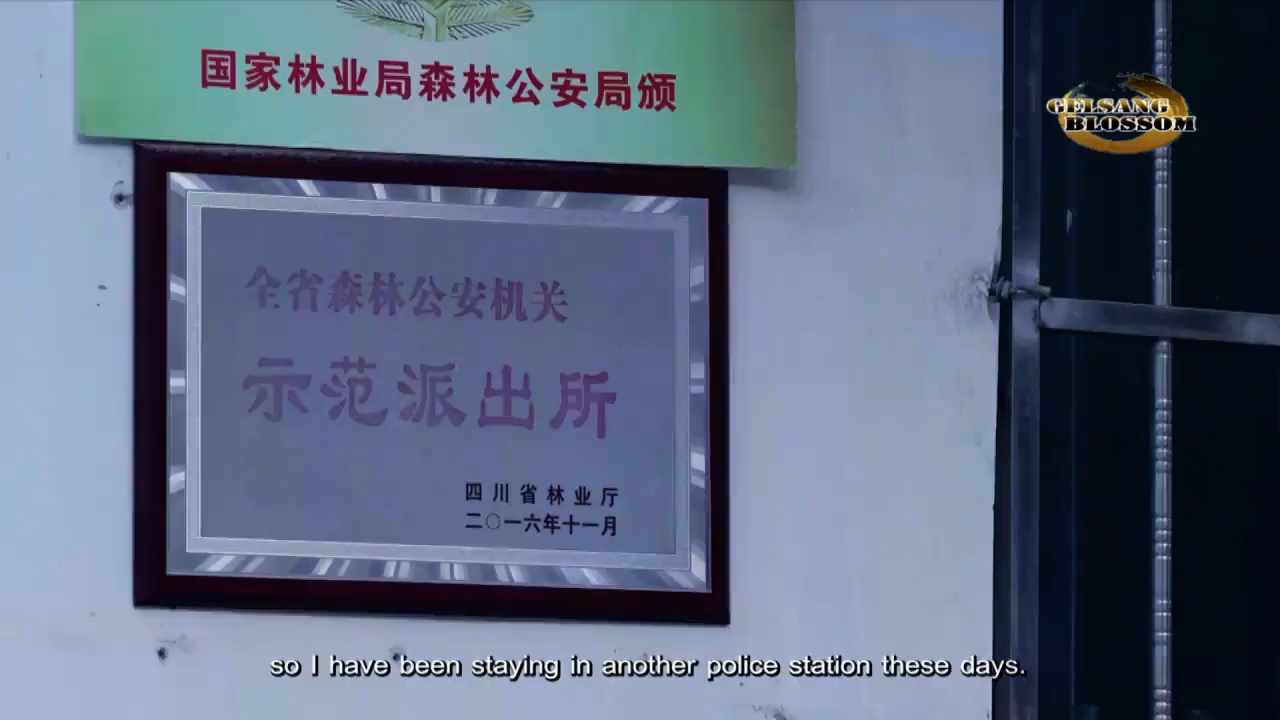 国家林业局森林公安局颁
GELSANG
BLOSSOM
全省森林公安机关
示范派出所
四川省林业厅
二〇一六年十一月
so I have been staying in another police station these days.